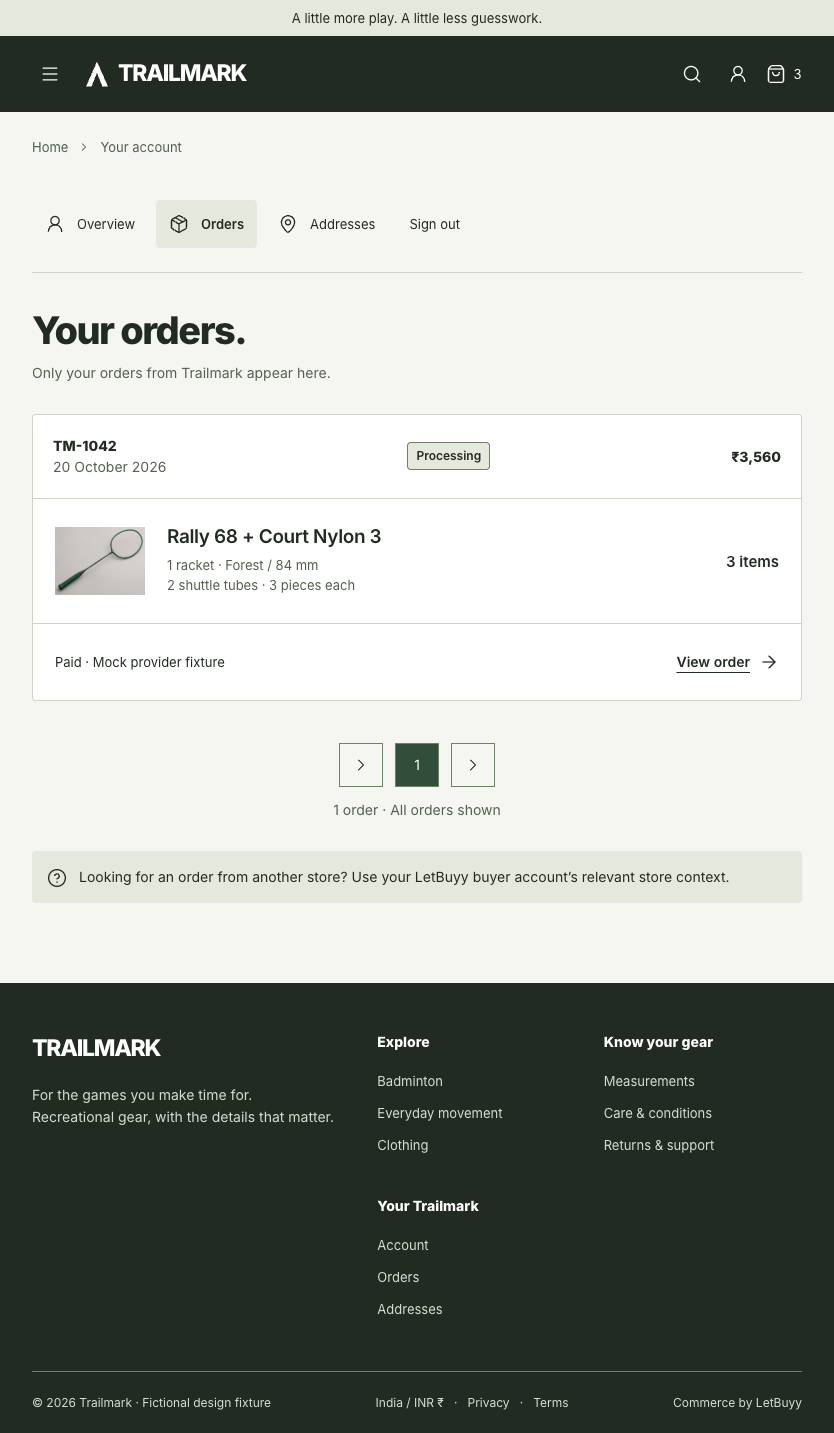 A little more play. A little less guesswork.
TRAILMARK
3
Home
Your account
Overview
Orders
Addresses
Sign out
Your orders.
Only your orders from Trailmark appear here.
TM-1042
20 October 2026
Processing
₹3,560
Rally 68 + Court Nylon 3
1 racket · Forest / 84 mm
2 shuttle tubes · 3 pieces each
3 items
Paid · Mock provider fixture
View order
1
1 order · All orders shown
Looking for an order from another store? Use your LetBuyy buyer account’s relevant store context.
TRAILMARK
For the games you make time for.
Recreational gear, with the details that matter.
Explore
Badminton
Everyday movement
Clothing
Know your gear
Measurements
Care & conditions
Returns & support
Your Trailmark
Account
Orders
Addresses
© 2026 Trailmark · Fictional design fixture
India / INR ₹ · Privacy · Terms
Commerce by LetBuyy